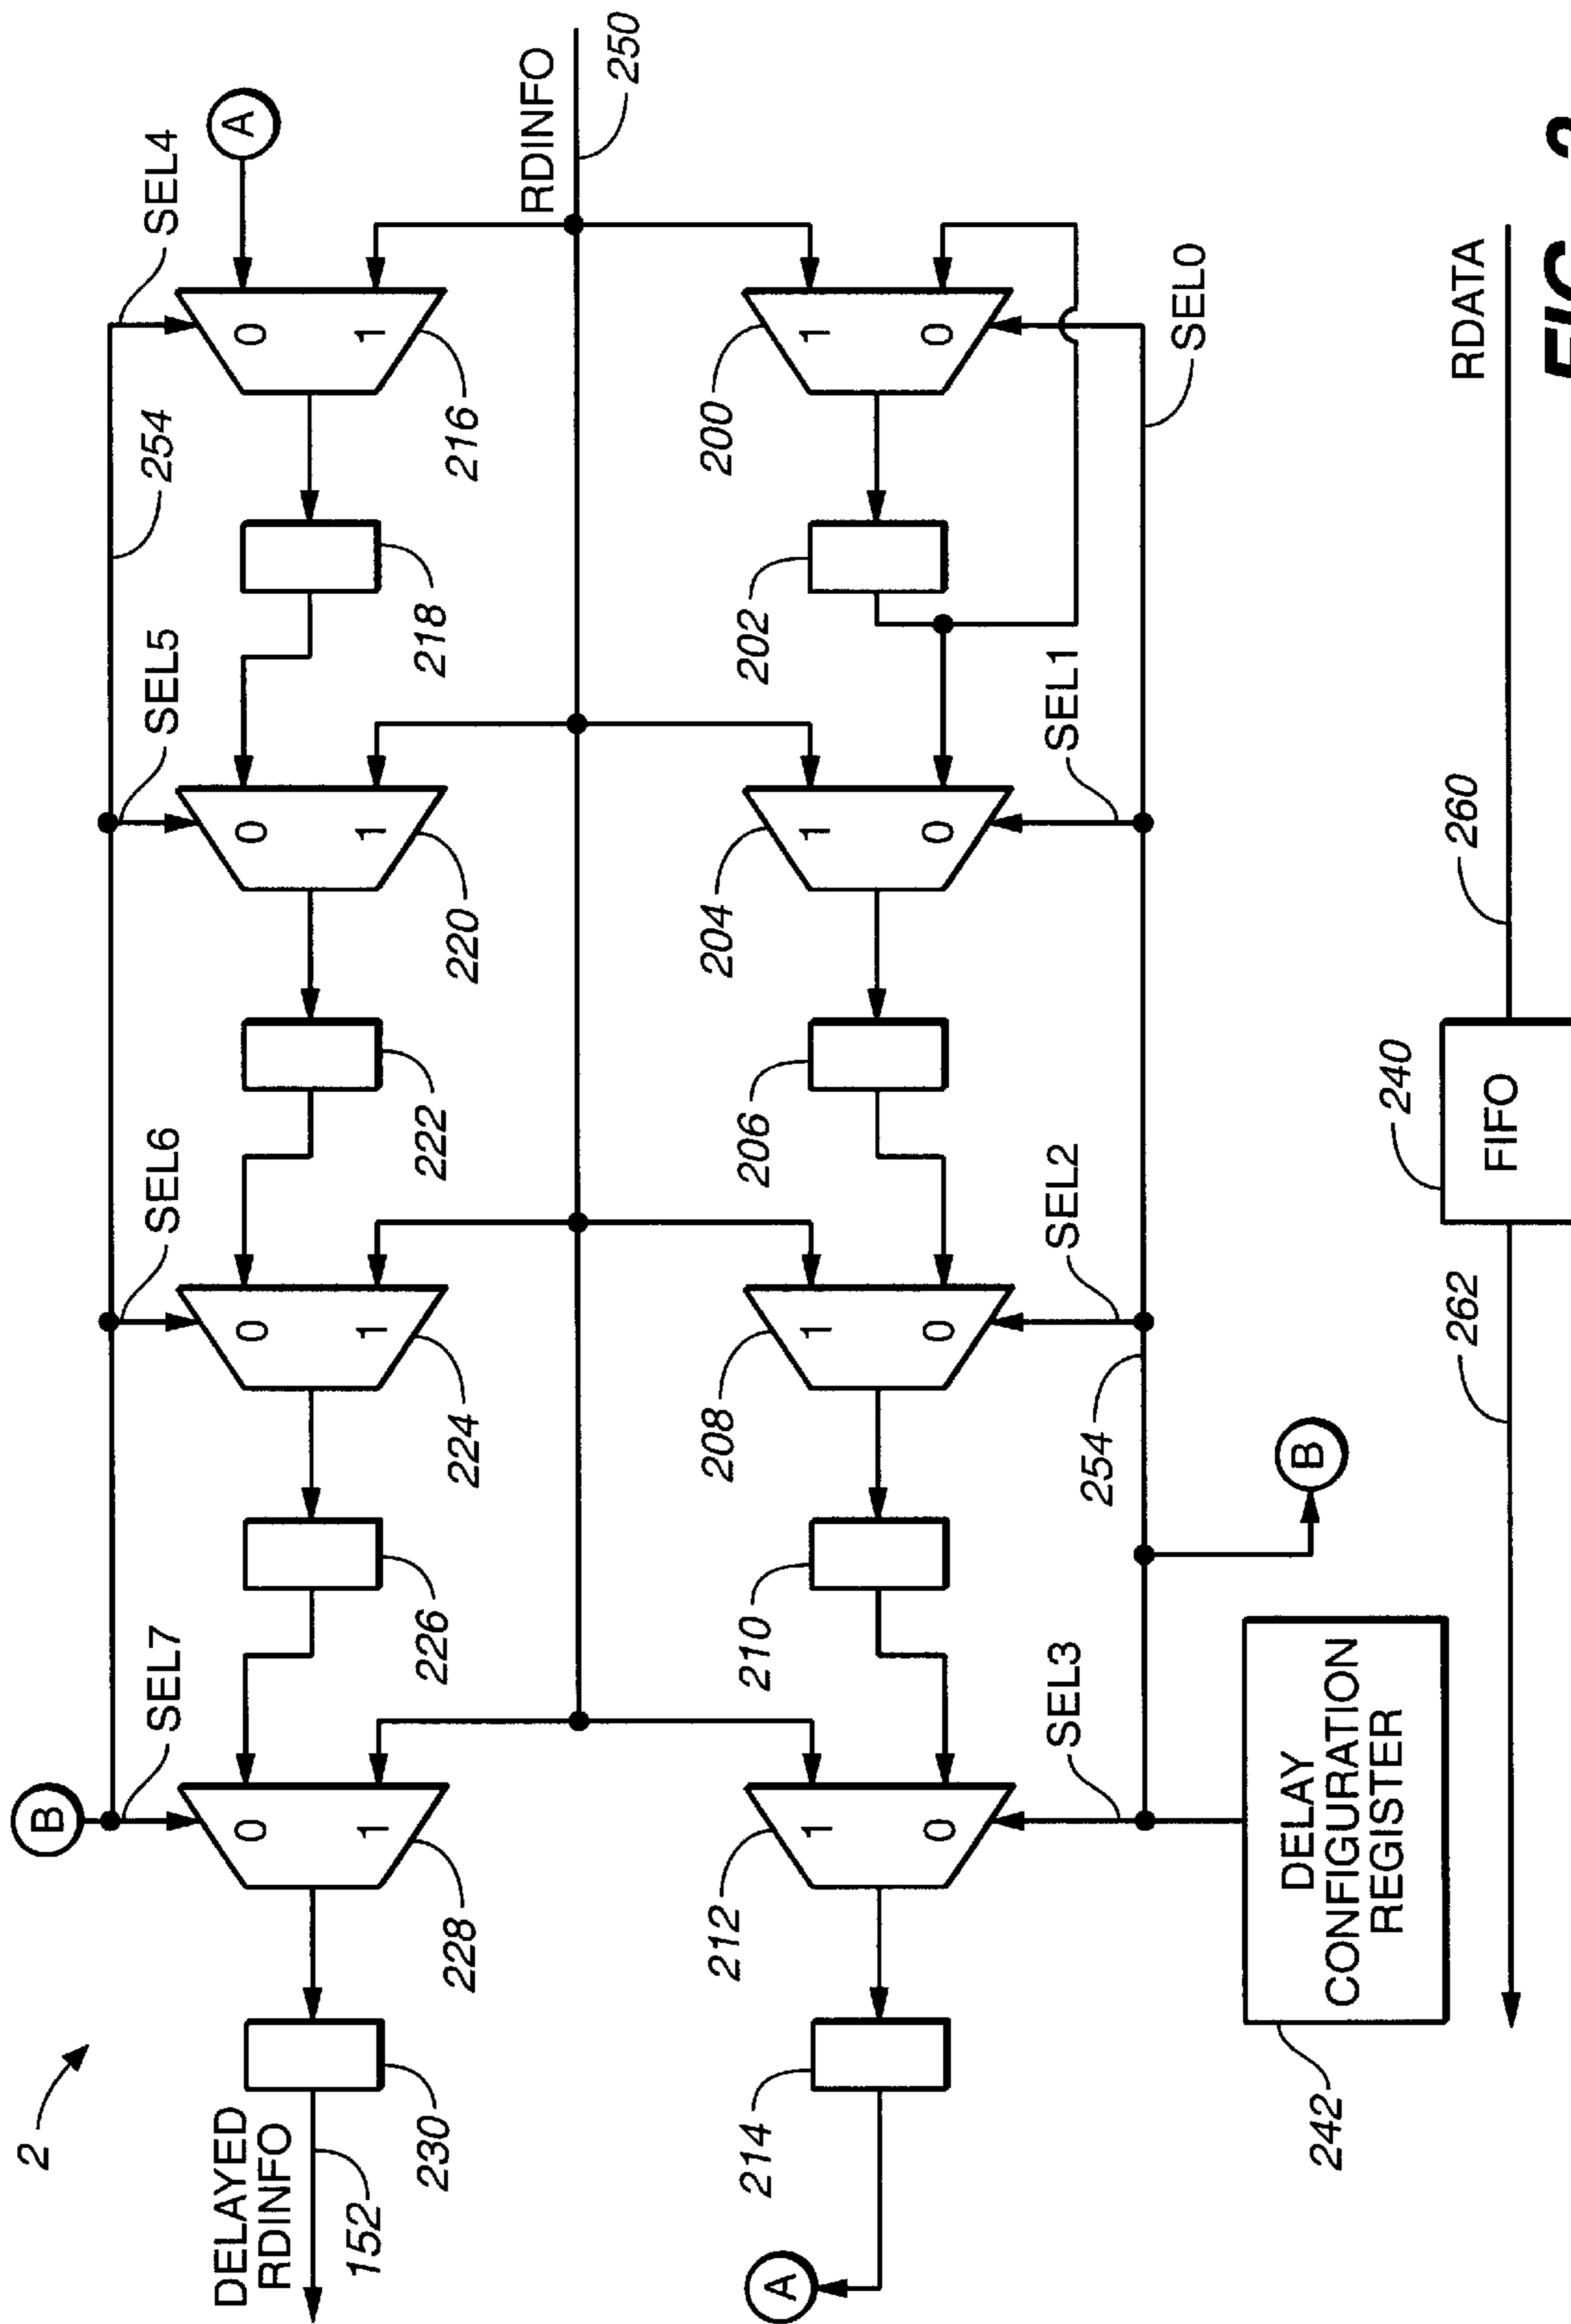 2
B
SEL7
SEL6
SEL5
254
SEL4
A
DELAYED
RDINFO
152
230
0
1
228
226
0
1
224
222
0
1
220
218
0
1
216
RDINFO
250
A
214
212
1
0
210
208
1
0
206
204
1
0
202
200
1
0
SEL3
254
SEL2
SEL1
SEL0
B
242
DELAY
CONFIGURATION
REGISTER
262
240
FIFO
260
RDATA